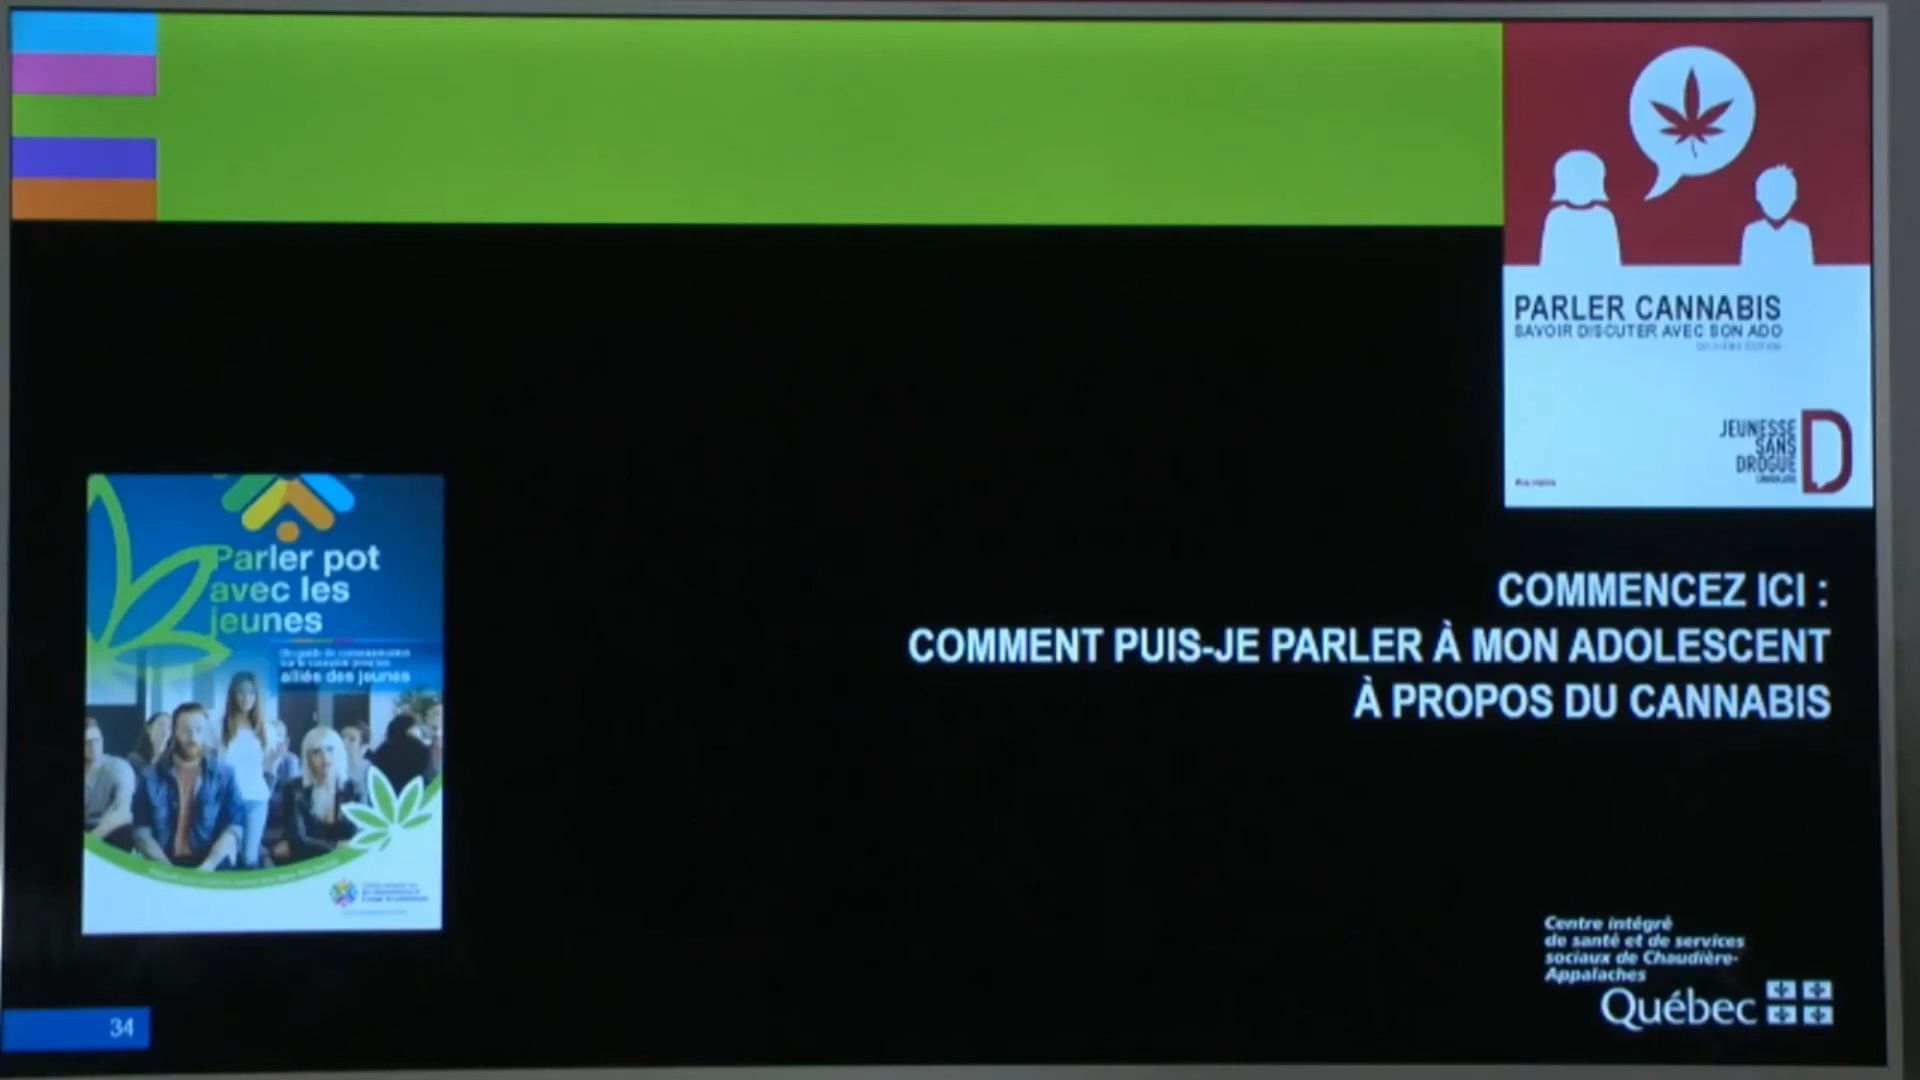 PARLER CANNABIS
SAVOIR DISCUTER AVEC SON ADO
JEUNESSE
SANS
DROGUE
D
Parler pot
avec les
jeunes
alliés des jeunes
COMMENCEZ ICI :
COMMENT PUIS-JE PARLER À MON ADOLESCENT
À PROPOS DU CANNABIS
Centre intégré
de santé et de services
sociaux de Chaudière-
Appalaches
Québec
34